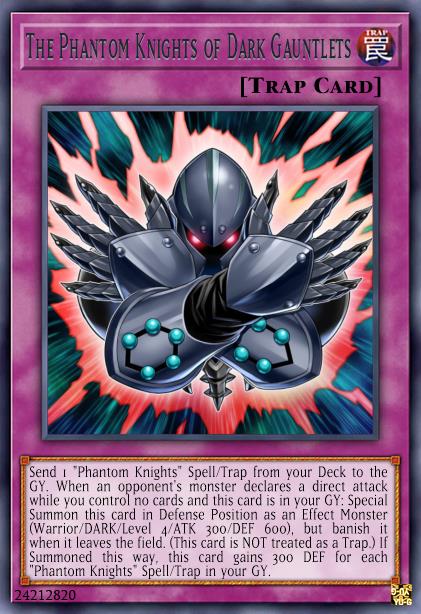 The Phantom Knights of Dark Gauntlets
TRAP
罠
[Trap Card]
Send 1 "Phantom Knights" Spell/Trap from your Deck to the
GY. When an opponent's monster declares a direct attack
while you control no cards and this card is in your GY: Special
Summon this card in Defense Position as an Effect Monster
(Warrior/DARK/Level 4/ATK 300/DEF 600), but banish it
when it leaves the field. (This card is NOT treated as a Trap.) If
Summoned this way, this card gains 300 DEF for each
"Phantom Knights" Spell/Trap in your GY.
24212820